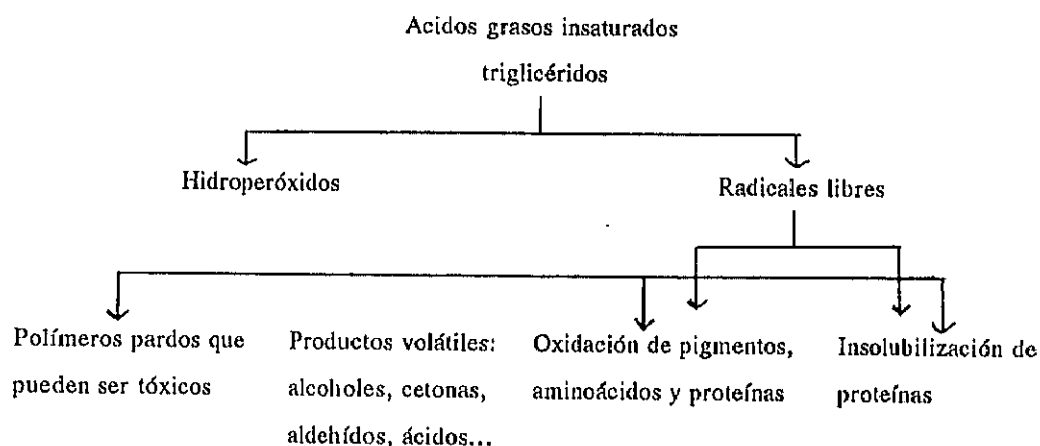 Acidos grasos insaturados
triglicéridos
Hidroperóxidos
Radicales libres
Polímeros pardos que
pueden ser tóxicos
Productos volátiles:
alcoholes, cetonas,
aldehídos, ácidos...
Oxidación de pigmentos,
aminoácidos y proteínas
Insolubilización de
proteínas